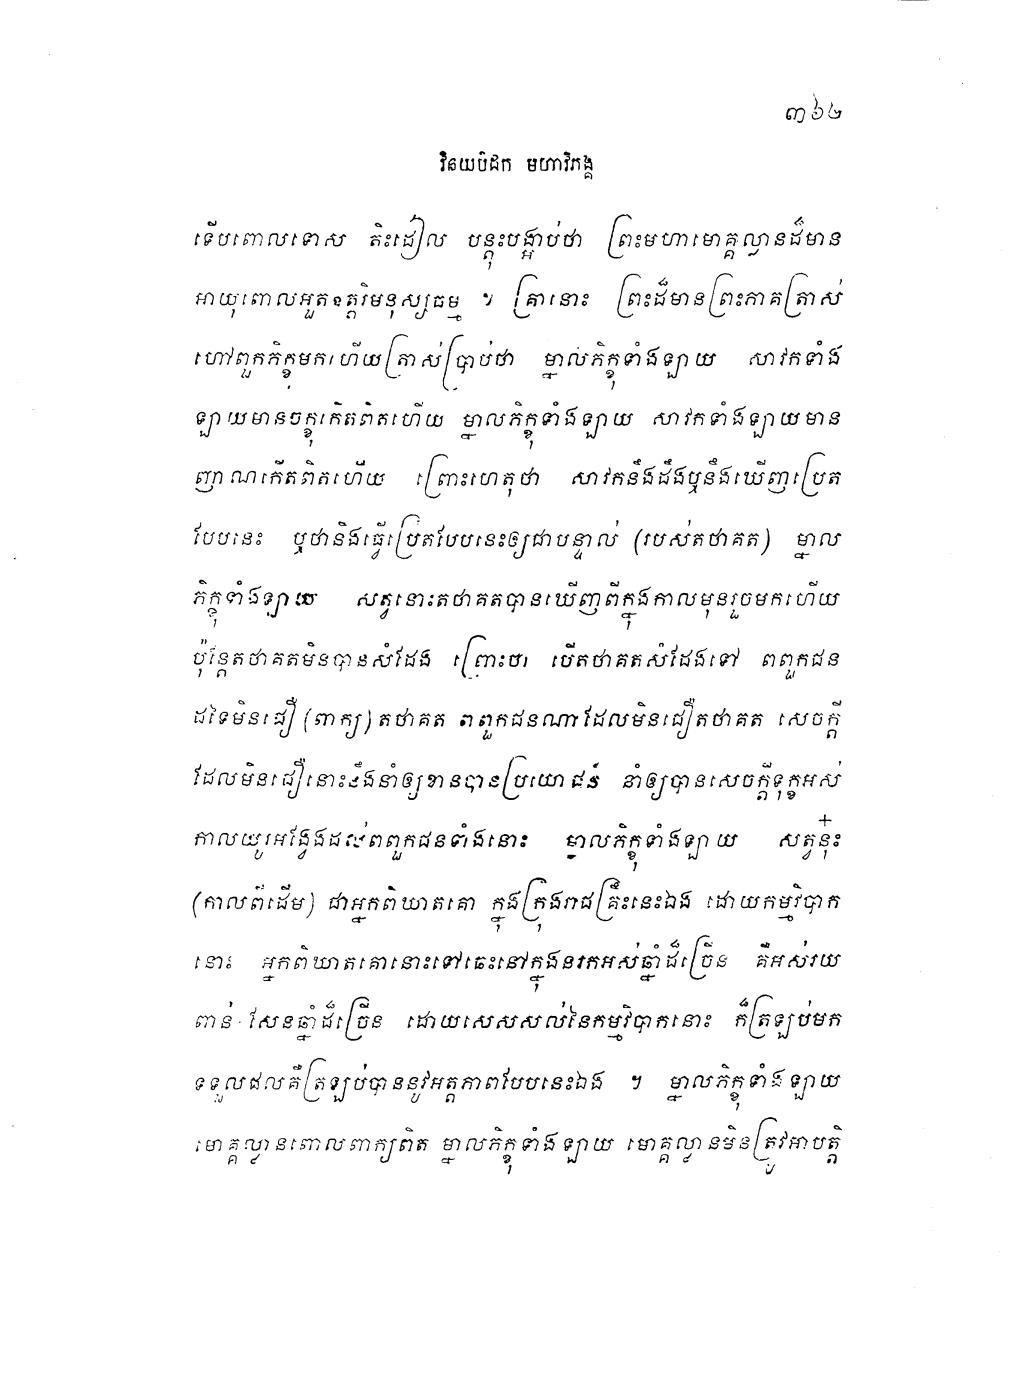 ៣៦២
វិនយបិដក មហាវិភង្គ
ទើបពោលទោស តិះដៀល បន្តុះបង្អាប់ថា ព្រះមហាមោគ្គល្លានដ៏មាន
អាយុពោលអួតឧត្តរិមនុស្សធម្ម ។ គ្រានោះ ព្រះដ៏មានព្រះភាគត្រាស់
ហៅពួកភិក្ខុមកហើយត្រាស់ប្រាប់ថា ម្នាលភិក្ខុទាំងឡាយ សាវកទាំង
ឡាយមានចក្ខុកើតពិតហើយ ម្នាលភិក្ខុទាំងឡាយ សាវកទាំងឡាយមាន
ញាណកើតពិតហើយ ព្រោះហេតុថា សាវកនឹងដឹងឬនឹងឃើញប្រេត
បែបនេះ ឬថានឹងធ្វើប្រេតបែបនេះឲ្យជាបន្ទាល់ (របស់តថាគត) ម្នាល
ភិក្ខុទាំងឡាយ សត្វនោះតថាគតបានឃើញពីក្នុងកាលមុនរួចមកហើយ
ប៉ុន្តែតថាគតមិនបានសំដែង ព្រោះថា បើតថាគតសំដែងទៅ ពពួកជន
ដទៃមិនជឿ (ពាក្យ) តថាគត ពពួកជនណាដែលមិនជឿតថាគត សេចក្តី
ដែលមិនជឿនោះនឹងនាំឲ្យខានបានប្រយោជន៍ នាំឲ្យបានសេចក្តីទុក្ខអស់
កាលយូរអង្វែងដល់ពពួកជនទាំងនោះ ម្នាលភិក្ខុទាំងឡាយ សត្វនុ៎ះ
(កាលពីដើម) ជាអ្នកពិឃាតគោ ក្នុងក្រុងរាជគ្រឹះនេះឯង ដោយកម្មវិបាក
នោះ អ្នកពិឃាតគោនោះទៅឆេះនៅក្នុងនរកអស់ឆ្នាំដ៏ច្រើន គឺអស់រយ
ពាន់ សែនឆ្នាំដ៏ច្រើន ដោយសេសសល់នៃកម្មវិបាកនោះ ក៏ត្រឡប់មក
ទទួលផលគឺត្រឡប់បាននូវអត្តភាពបែបនេះឯង ។ ម្នាលភិក្ខុទាំងឡាយ
មោគ្គល្លានពោលពាក្យពិត ម្នាលភិក្ខុទាំងឡាយ មោគ្គល្លានមិនត្រូវអាបត្តិ